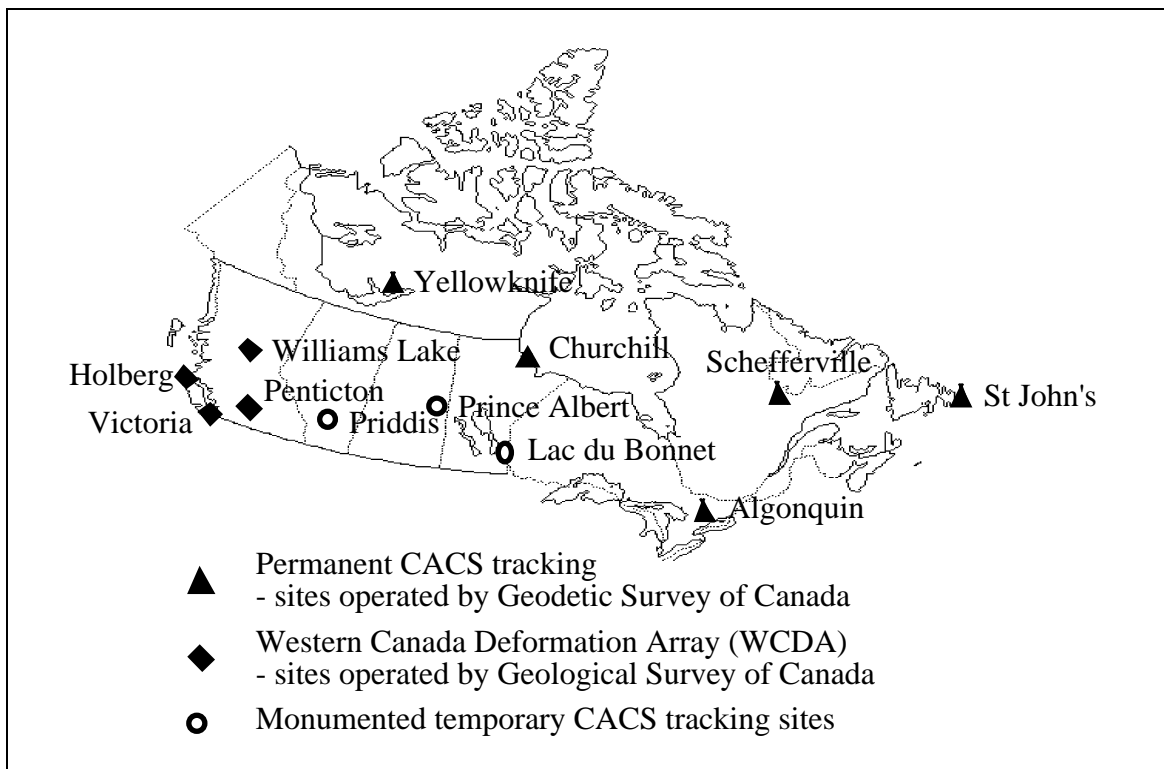 Yellowknife
Williams Lake
Churchill
Schefferville
Holberg
Penticton
St John's
Victoria
Priddis
Prince Albert
Lac du Bonnet
Algonquin
Permanent CACS tracking
- sites operated by Geodetic Survey of Canada
Western Canada Deformation Array (WCDA)
- sites operated by Geological Survey of Canada
Monumented temporary CACS tracking sites